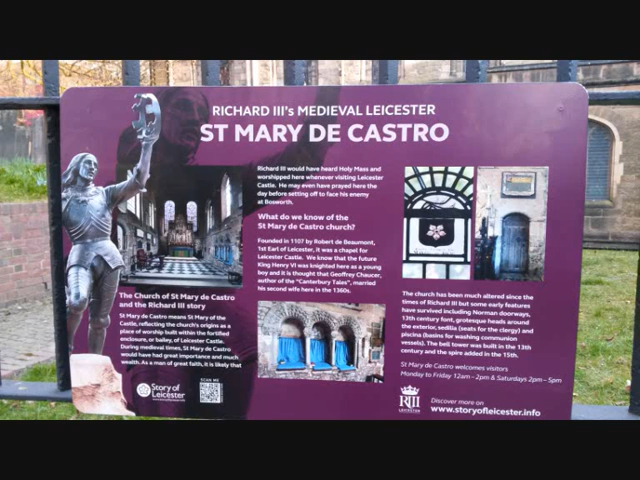 RICHARD III's MEDIEVAL LEICESTER
ST MARY DE CASTRO
The Church of St Mary de Castro
and the Richard III story
St Mary de Castro means St Mary of the
Castle, reflecting the church's origins as a
place of worship built within the fortified
enclosure, or bailey, of Leicester Castle.
During medieval times, St Mary de Castro
would have had great importance and much
wealth. As a man of great faith, it is likely that
Richard III would have heard Holy Mass and
worshipped here whenever visiting Leicester
Castle. He may even have prayed here the
day before setting off to face his enemy
at Bosworth.
What do we know of the
St Mary de Castro church?
Founded in 1107 by Robert de Beaumont,
1st Earl of Leicester, it was a chapel for
Leicester Castle. We know that the future
King Henry VI was knighted here as a young
boy and it is thought that Geoffrey Chaucer,
author of the "Canterbury Tales", married
his second wife here in the 1360s.
The church has been much altered since the
times of Richard III but some early features
have survived including Norman doorways,
13th century font, grotesque heads around
the exterior, sedilia (seats for the clergy) and
piscina (basins for washing communion
vessels). The bell tower was built in the 13th
century and the spire added in the 15th.
St Mary de Castro welcomes visitors
Monday to Friday 12am – 2pm & Saturdays 2pm – 5pm
Story of
Leicester
SCAN ME
RIII
LEICESTER
Discover more on
www.storyofleicester.info